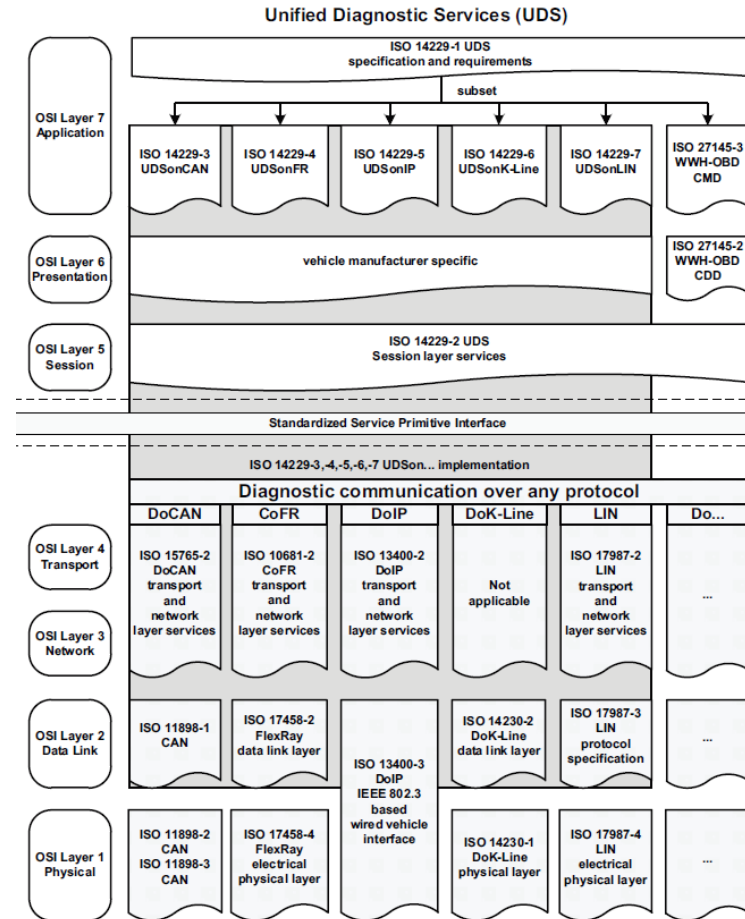 Unified Diagnostic Services (UDS)
ISO 14229-1 UDS
specification and requirements
subset
OSI Layer 7
Application
ISO 14229-3
UDSonCAN
ISO 14229-4
UDSonFR
ISO 14229-5
UDSonIP
ISO 14229-6
UDSonK-Line
ISO 14229-7
UDSonLIN
ISO 27145-3
WWH-OBD
CMD
OSI Layer 6
Presentation
vehicle manufacturer specific
ISO 27145-2
WWH-OBD
CDD
OSI Layer 5
Session
ISO 14229-2 UDS
Session layer services
Standardized Service Primitive Interface
ISO 14229-3,-4,-5,-6,-7 UDSon... implementation
Diagnostic communication over any protocol
DoCAN
CoFR
DoIP
DoK-Line
LIN
Do...
OSI Layer 4
Transport
OSI Layer 3
Network
ISO 15765-2
DoCAN
transport
and
network
layer services
ISO 10681-2
CoFR
transport
and
network
layer services
ISO 13400-2
DoIP
transport
and
network
layer services
Not
applicable
ISO 17987-2
LIN
transport
and
network
layer services
...
OSI Layer 2
Data Link
ISO 11898-1
CAN
ISO 17458-2
FlexRay
data link layer
ISO 13400-3
DoIP
IEEE 802.3
based
wired vehicle
interface
ISO 14230-2
DoK-Line
data link layer
ISO 17987-3
LIN
protocol
specification
...
OSI Layer 1
Physical
ISO 11898-2
CAN
ISO 11898-3
CAN
ISO 17458-4
FlexRay
electrical
physical layer
ISO 14230-1
DoK-Line
physical layer
ISO 17987-4
LIN
electrical
physical layer
...